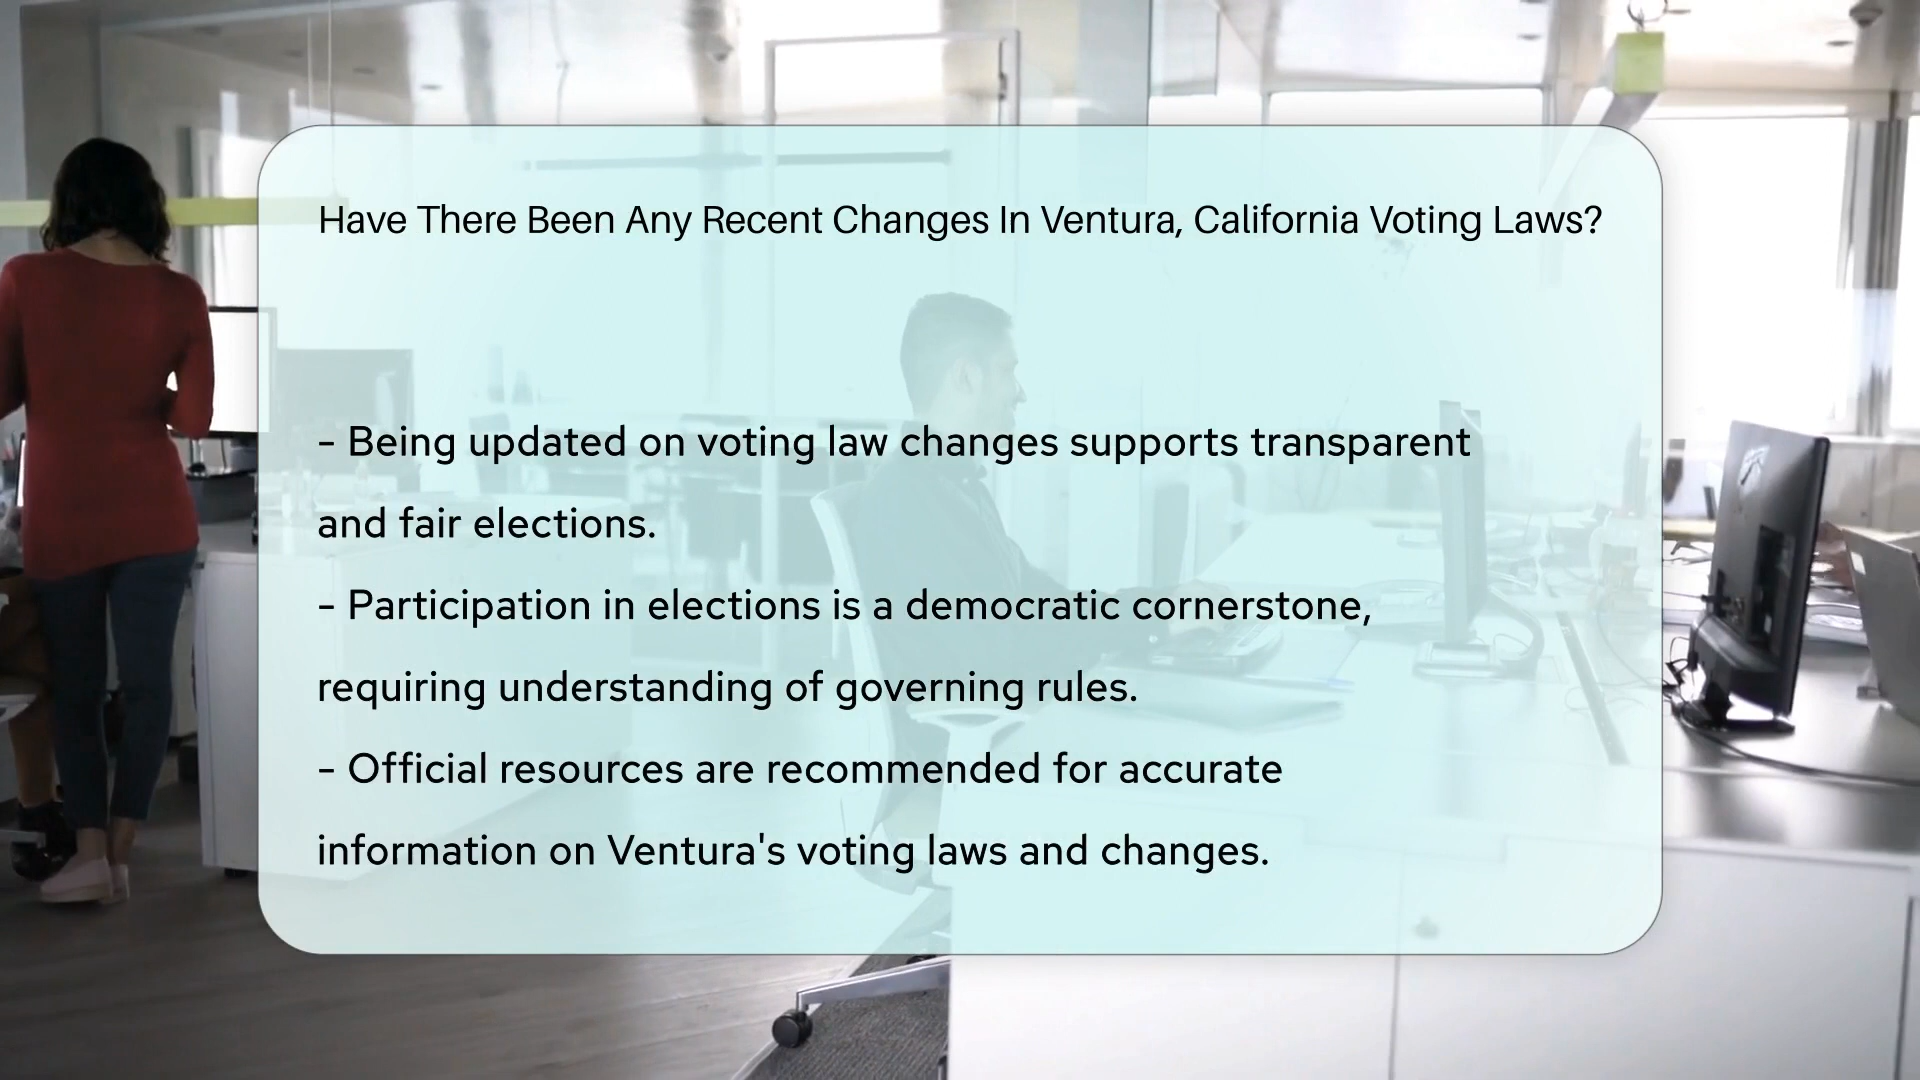 Have There Been Any Recent Changes In Ventura, California Voting Laws?
– Being updated on voting law changes supports transparent
and fair elections.
– Participation in elections is a democratic cornerstone,
requiring understanding of governing rules.
– Official resources are recommended for accurate
information on Ventura's voting laws and changes.